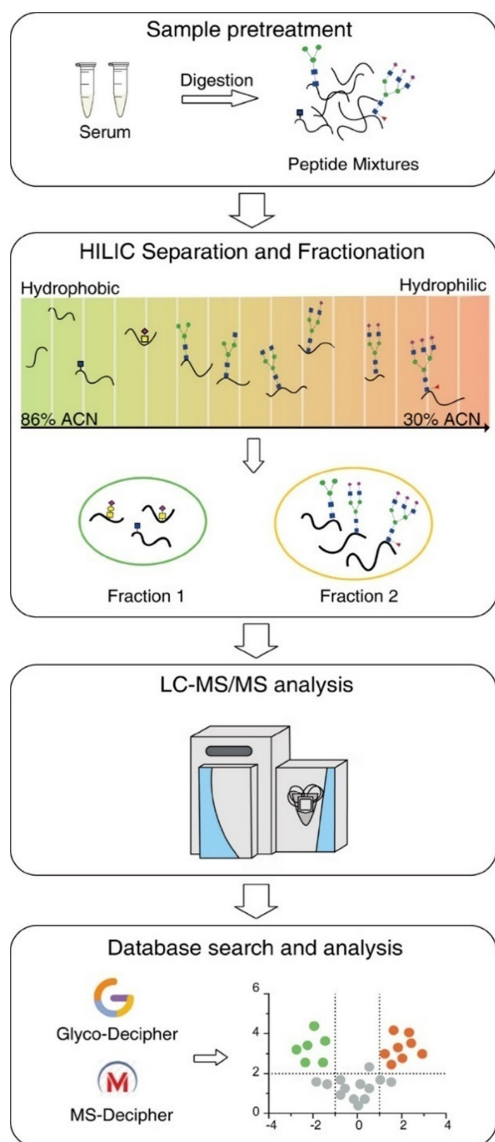 Sample pretreatment
Digestion
Serum
Peptide Mixtures
HILIC Separation and Fractionation
Hydrophobic
Hydrophilic
86% ACN
30% ACN
Fraction 1
Fraction 2
LC-MS/MS analysis
Database search and analysis
G
Glyco-Decipher
M
MS-Decipher
6
4
2
0
-4
-2
0
2
4